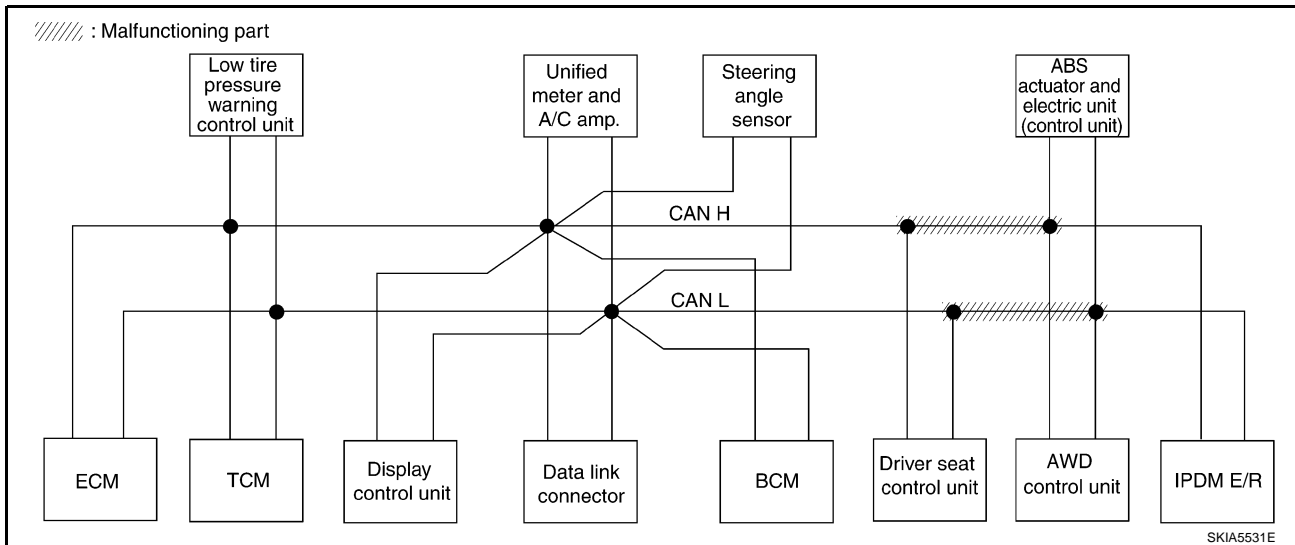 : Malfunctioning part
Low tire
pressure
warning
control unit
Unified
meter and
A/C amp.
Steering
angle
sensor
ABS
actuator and
electric unit
(control unit)
CAN H
CAN L
ECM
TCM
Display
control unit
Data link
connector
BCM
Driver seat
control unit
AWD
control unit
IPDM E/R
SKIA5531E